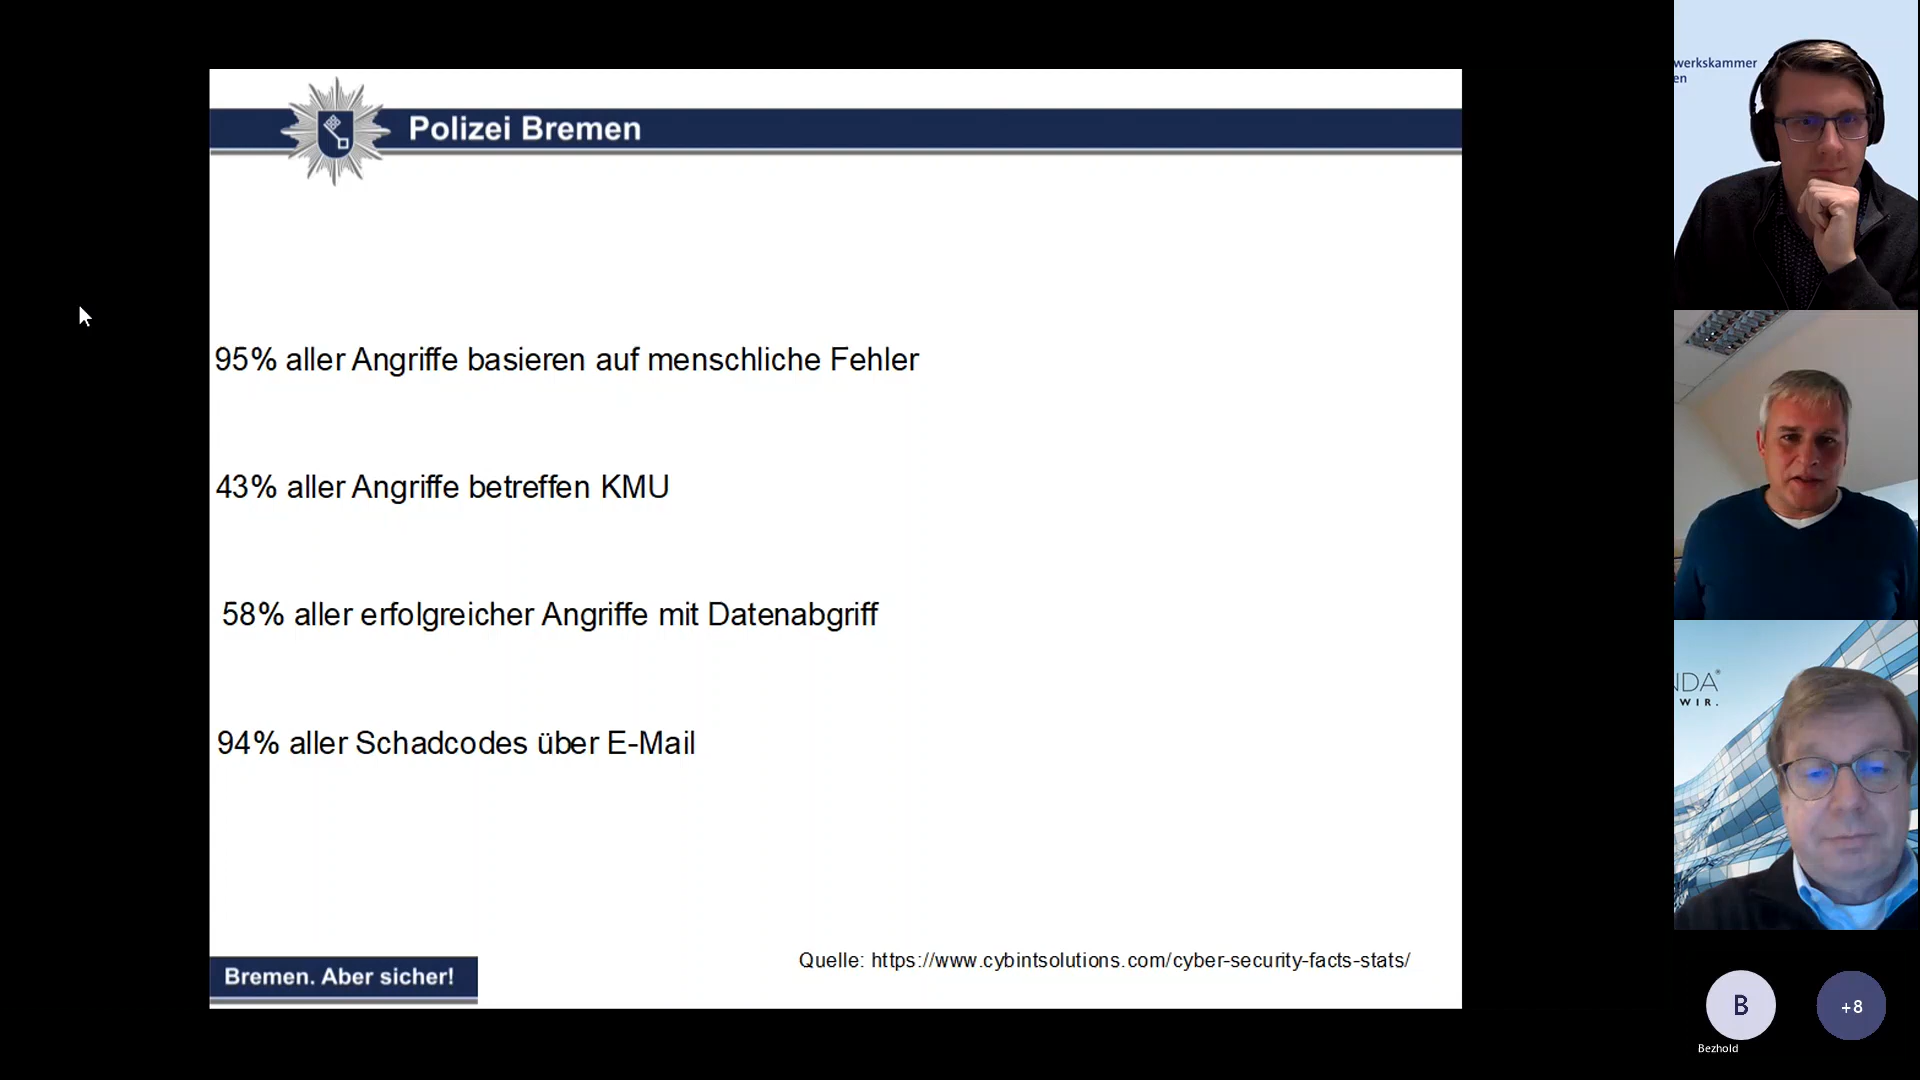 Polizei Bremen
95% aller Angriffe basieren auf menschliche Fehler
43% aller Angriffe betreffen KMU
58% aller erfolgreicher Angriffe mit Datenabgriff
94% aller Schadcodes über E-Mail
Quelle: https://www.cybintsolutions.com/cyber-security-facts-stats/
Bremen. Aber sicher!
werkskammer
en
NDA®
WIR.
B
+8
Bezhold